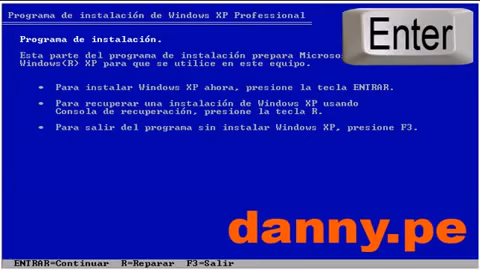 Programa de instalación de Windows XP Professional
Enter
Programa de instalación.
Esta parte del programa de instalación prepara
Windows(R) XP para que se utilice en este equipo.
• Para instalar Windows XP ahora, presione la tecla ENTRAR.
• Para recuperar una instalación de Windows XP usando
Consola de recuperación, presione la tecla R.
• Para salir del programa sin instalar Windows XP, presione F3.
danny.pe
ENTRAR=Continuar R=Reparar F3=Salir